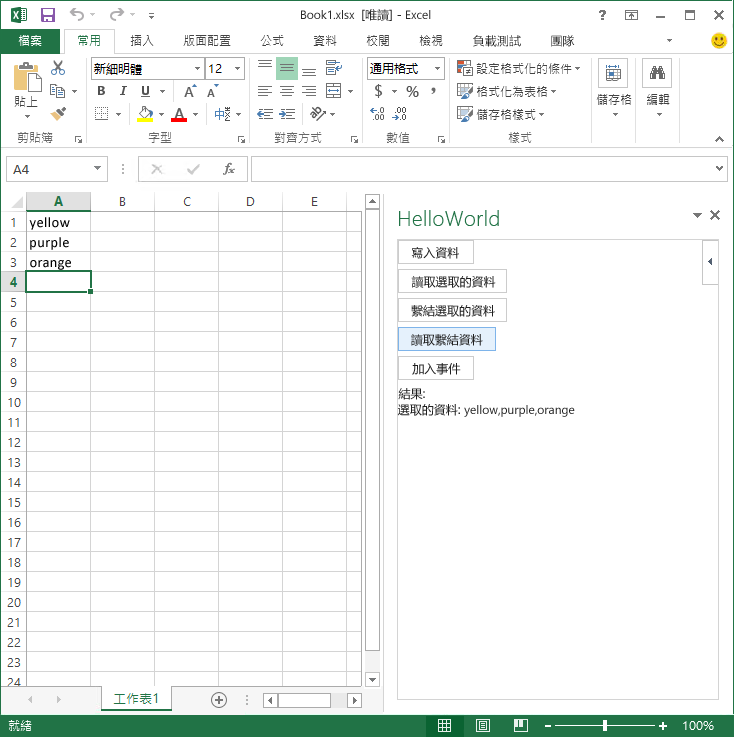 Book1.xlsx [唯讀] - Excel
檔案 常用 插入 版面配置 公式 資料 校閱 檢視 負載測試 團隊
新細明體 12 通用格式 設定格式化的條件
B I U A A $ % , 格式化為表格
貼上 儲存格 編輯
A 中 儲存格樣式
剪貼簿 字型 對齊方式 數值 樣式
A4 fx
A B C D E
1 yellow
2 purple
3 orange
4
5
6
7
8
9
10
11
12
13
14
15
16
17
18
19
20
21
22
23
24
HelloWorld
寫入資料
讀取選取的資料
繫結選取的資料
讀取繫結資料
加入事件
結果:
選取的資料: yellow,purple,orange
工作表1
就緒 100%